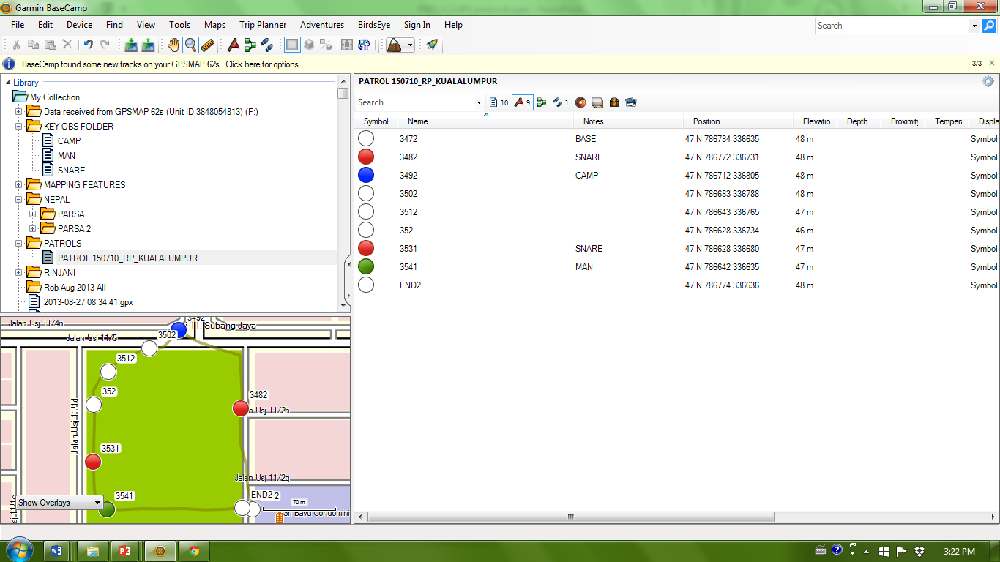 Garmin BaseCamp
File Edit Device Find View Tools Maps Trip Planner Adventures BirdsEye Sign In Help
Search
BaseCamp found some new tracks on your GPSMAP 62s . Click here for options...
3/3
Library
My Collection
Data received from GPSMAP 62s (Unit ID 3848054813) (F:)
KEY OBS FOLDER
CAMP
MAN
SNARE
MAPPING FEATURES
NEPAL
PARSA
PARSA 2
PATROLS
PATROL 150710_RP_KUALALUMPUR
RINJANI
Rob Aug 2013 All
2013-08-27 08.34.41.gpx
PATROL 150710_RP_KUALALUMPUR
Search 10 9 1
Symbol Name Notes Position Elevatio Depth Proximity Tempera Displa
3472 BASE 47 N 786784 336635 48 m Symbol
3482 SNARE 47 N 786772 336731 48 m Symbol
3492 CAMP 47 N 786712 336805 48 m Symbol
3502 47 N 786683 336788 48 m Symbol
3512 47 N 786643 336765 47 m Symbol
352 47 N 786628 336734 46 m Symbol
3531 SNARE 47 N 786628 336680 47 m Symbol
3541 MAN 47 N 786642 336635 47 m Symbol
END2 47 N 786774 336636 48 m Symbol
3492
Jalan Usj 11/4n
11, Subang Jaya
Jalan Usj 11/5
3502
3512
352
3482
n Usj 11/2h
Jalan Usj 11/1d
3531
Jalan Usj 11/2g
3541
END2 2
70 m
Show Overlays
Sri Bayu Condomini
3:22 PM